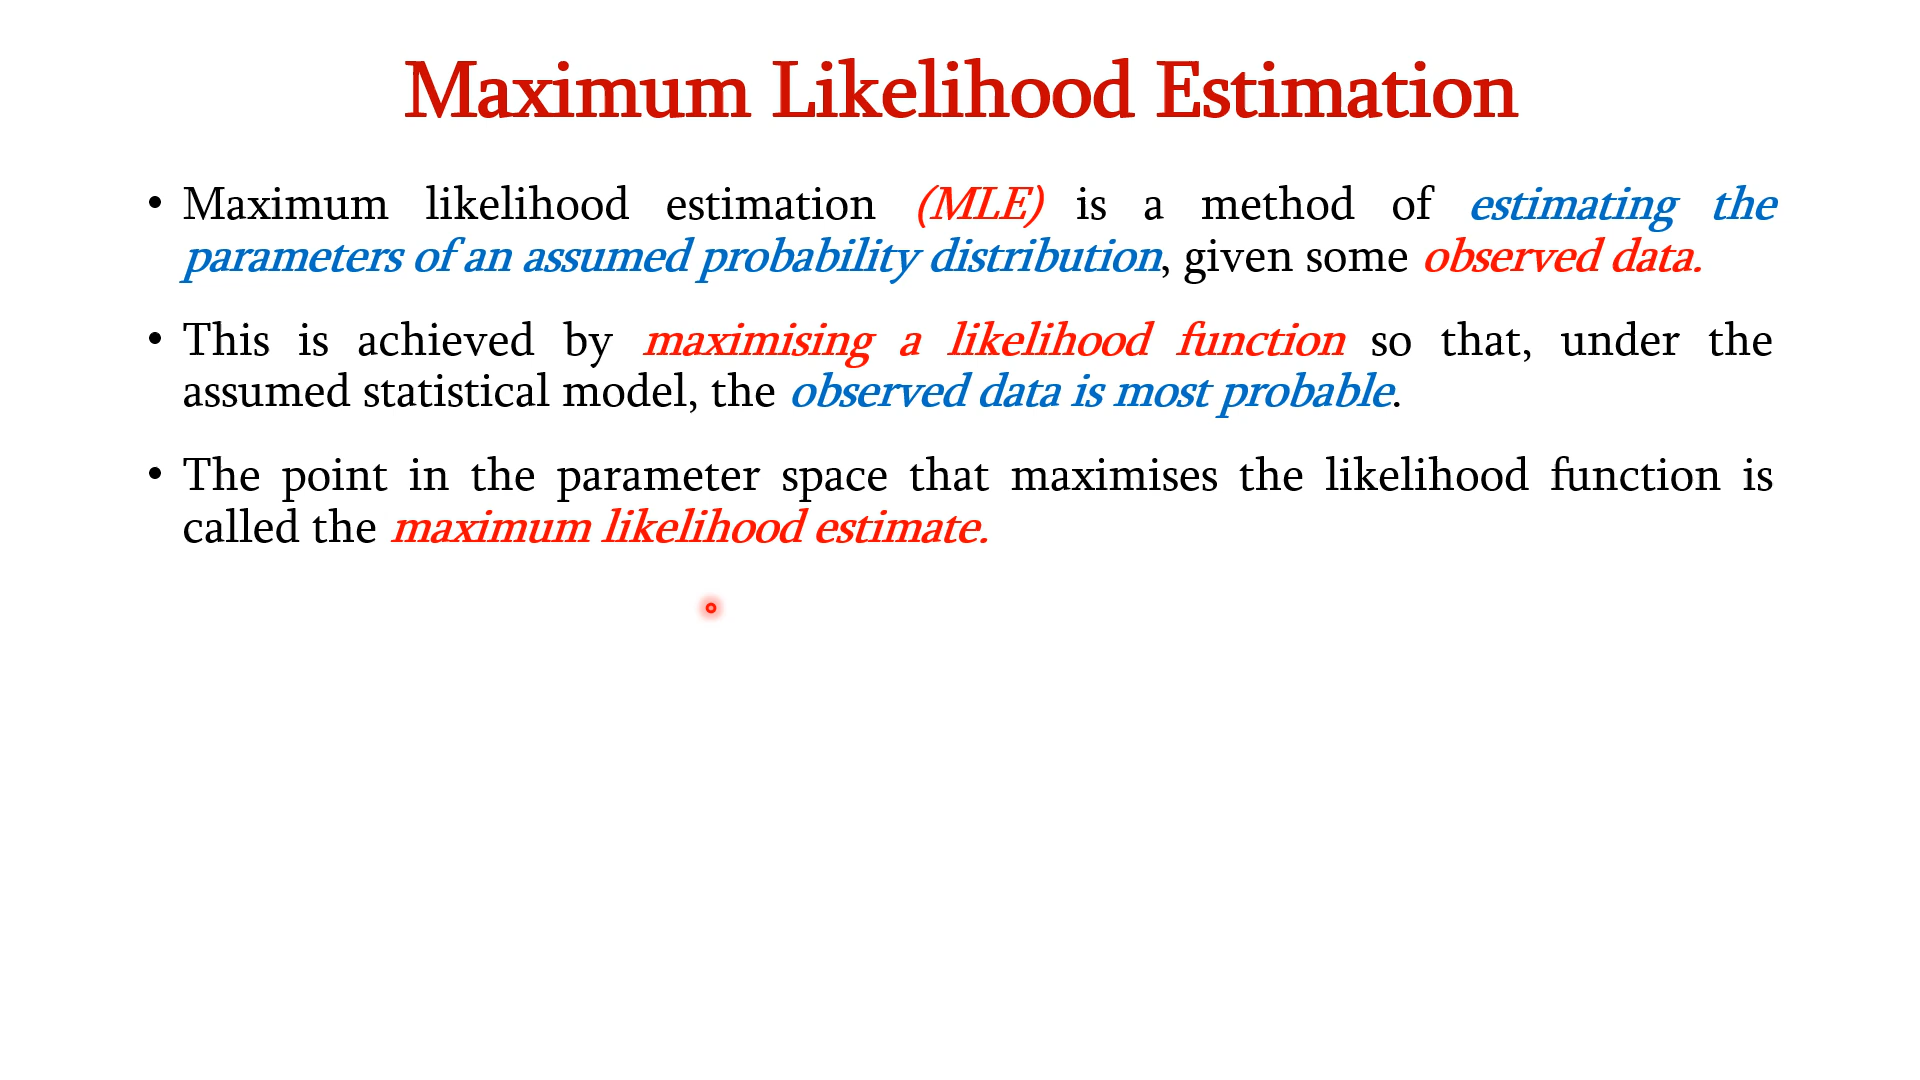 Maximum Likelihood Estimation
• Maximum likelihood estimation (MLE) is a method of estimating the
parameters of an assumed probability distribution, given some observed data.
• This is achieved by maximising a likelihood function so that, under the
assumed statistical model, the observed data is most probable.
• The point in the parameter space that maximises the likelihood function is
called the maximum likelihood estimate.